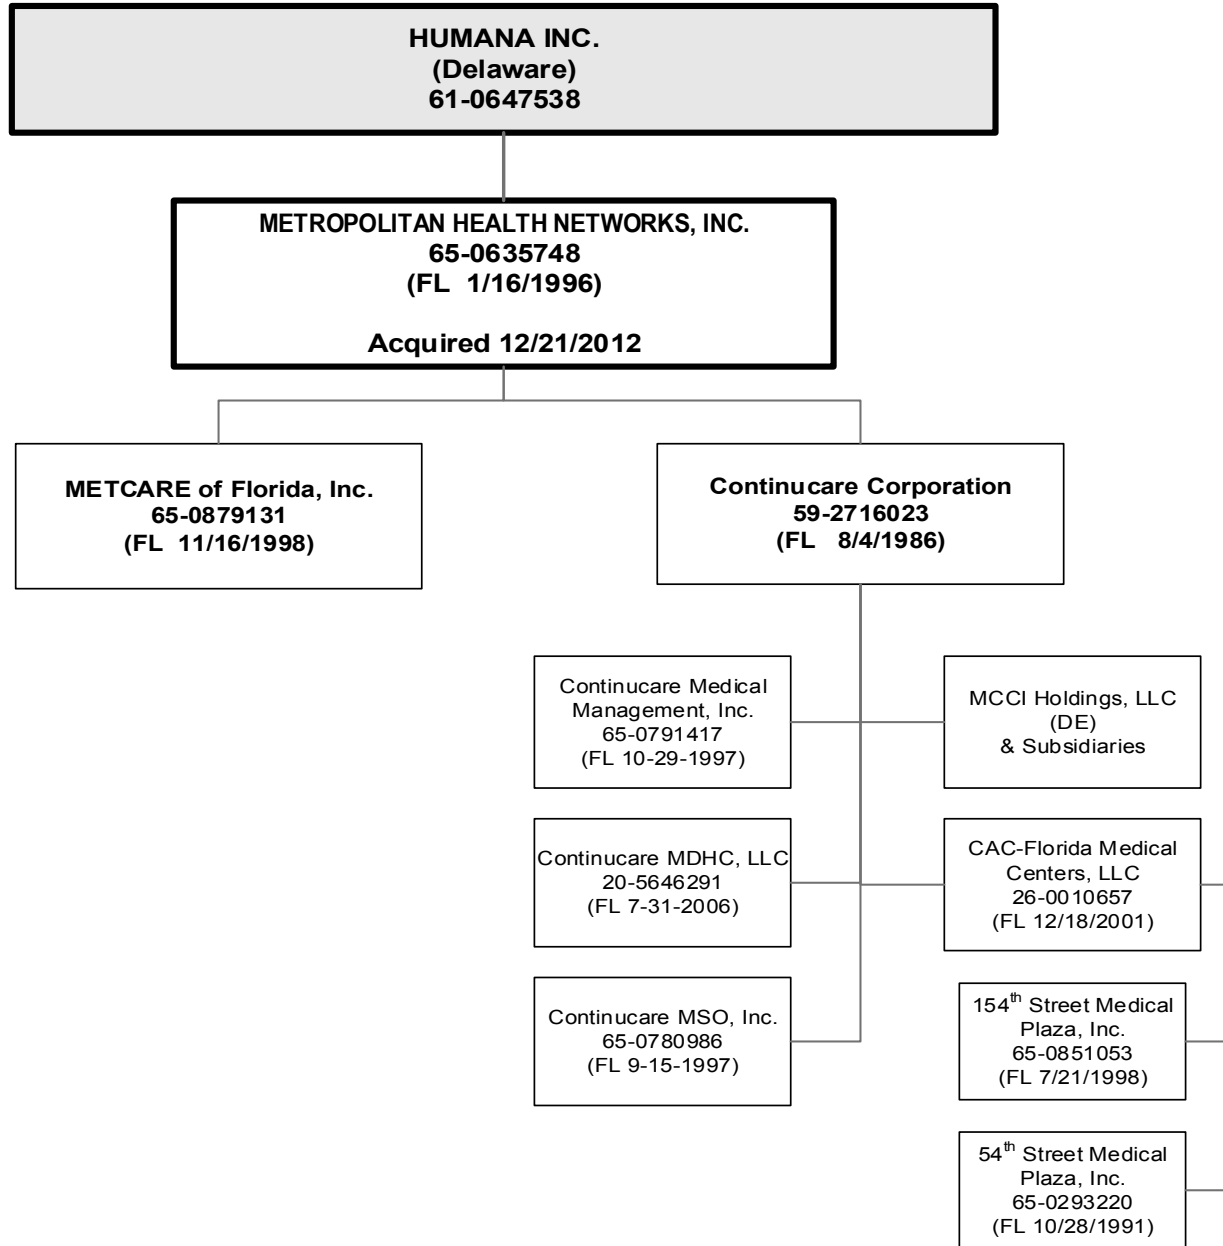 HUMANA INC.
(Delaware)
61-0647538
METROPOLITAN HEALTH NETWORKS, INC.
65-0635748
(FL 1/16/1996)
Acquired 12/21/2012
METCARE of Florida, Inc.
65-0879131
(FL 11/16/1998)
Continucare Corporation
59-2716023
(FL 8/4/1986)
Continucare Medical
Management, Inc.
65-0791417
(FL 10-29-1997)
MCCI Holdings, LLC
(DE)
& Subsidiaries
Continucare MDHC, LLC
20-5646291
(FL 7-31-2006)
CAC-Florida Medical
Centers, LLC
26-0010657
(FL 12/18/2001)
Continucare MSO, Inc.
65-0780986
(FL 9-15-1997)
154th Street Medical
Plaza, Inc.
65-0851053
(FL 7/21/1998)
54th Street Medical
Plaza, Inc.
65-0293220
(FL 10/28/1991)